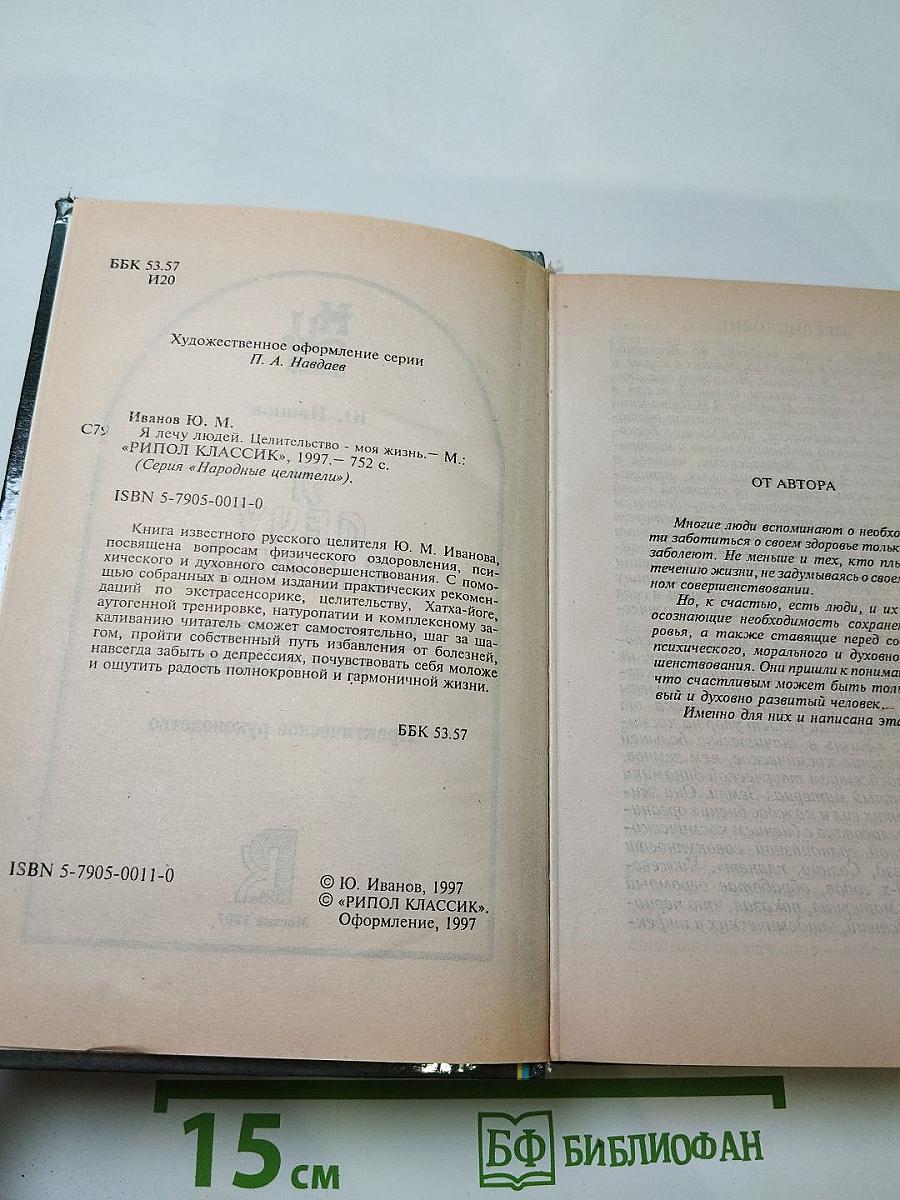 ББК 53.57
И20
Художественное оформление серии
П. А. Навдаев
Иванов Ю. М.
С79
Я лечу людей. Целительство - моя жизнь.— М.:
«РИПОЛ КЛАССИК», 1997.— 752 с.
(Серия «Народные целители»).
ISBN 5-7905-0011-0
Книга известного русского целителя Ю. М. Иванова,
посвящена вопросам физического оздоровления, пси-
хического и духовного самосовершенствования. С помо-
щью собранных в одном издании практических рекомен-
даций по экстрасенсорике, целительству, Хатха-йоге,
аутогенной тренировке, натуропатии и комплексному за-
каливанию читатель сможет самостоятельно, шаг за ша-
гом, пройти собственный путь избавления от болезней,
навсегда забыть о депрессиях, почувствовать себя моложе
и ощутить радость полнокровной и гармоничной жизни.
ББК 53.57
ISBN 5-7905-0011-0
© Ю. Иванов, 1997
© «РИПОЛ КЛАССИК».
Оформление, 1997
ОТ АВТОРА
Многие люди вспоминают о необхо
ти заботиться о своем здоровье тольк
заболеют. Не меньше и тех, кто плы
течению жизни, не задумываясь о свое
ном совершенствовании.
Но, к счастью, есть люди, и их
осознающие необходимость сохране
ровья, а также ставящие перед со
психического, морального и духовно
шенствования. Они пришли к понима
что счастливым может быть тол
вый и духовно развитый человек,—
Именно для них и написана эта
15 см
БФ БИБЛИОФАН